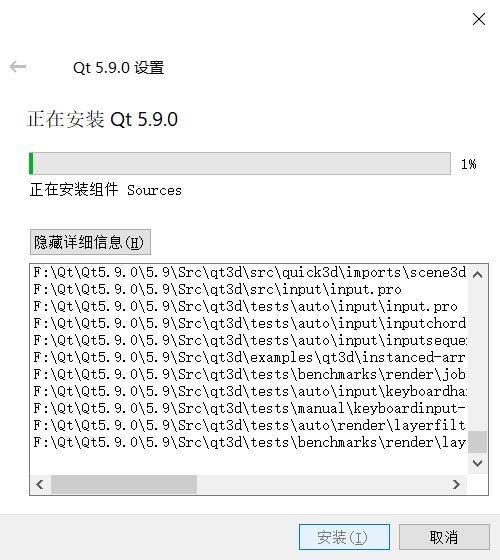 Qt 5.9.0 设置
正在安装 Qt 5.9.0
1%
正在安装组件 Sources
隐藏详细信息(H)
F:\Qt\Qt5.9.0\5.9\Src\qt3d\src\quick3d\imports\scene3d
F:\Qt\Qt5.9.0\5.9\Src\qt3d\src\input\input.pro
F:\Qt\Qt5.9.0\5.9\Src\qt3d\tests\auto\input\input.pro
F:\Qt\Qt5.9.0\5.9\Src\qt3d\tests\auto\input\inputchord
F:\Qt\Qt5.9.0\5.9\Src\qt3d\tests\auto\input\inputseque
F:\Qt\Qt5.9.0\5.9\Src\qt3d\examples\qt3d\instanced-arr
F:\Qt\Qt5.9.0\5.9\Src\qt3d\tests\benchmarks\render\job
F:\Qt\Qt5.9.0\5.9\Src\qt3d\tests\auto\input\keyboardha
F:\Qt\Qt5.9.0\5.9\Src\qt3d\tests\manual\keyboardinput-
F:\Qt\Qt5.9.0\5.9\Src\qt3d\tests\auto\render\layerfilt
F:\Qt\Qt5.9.0\5.9\Src\qt3d\tests\benchmarks\render\lay
安装(I)
取消